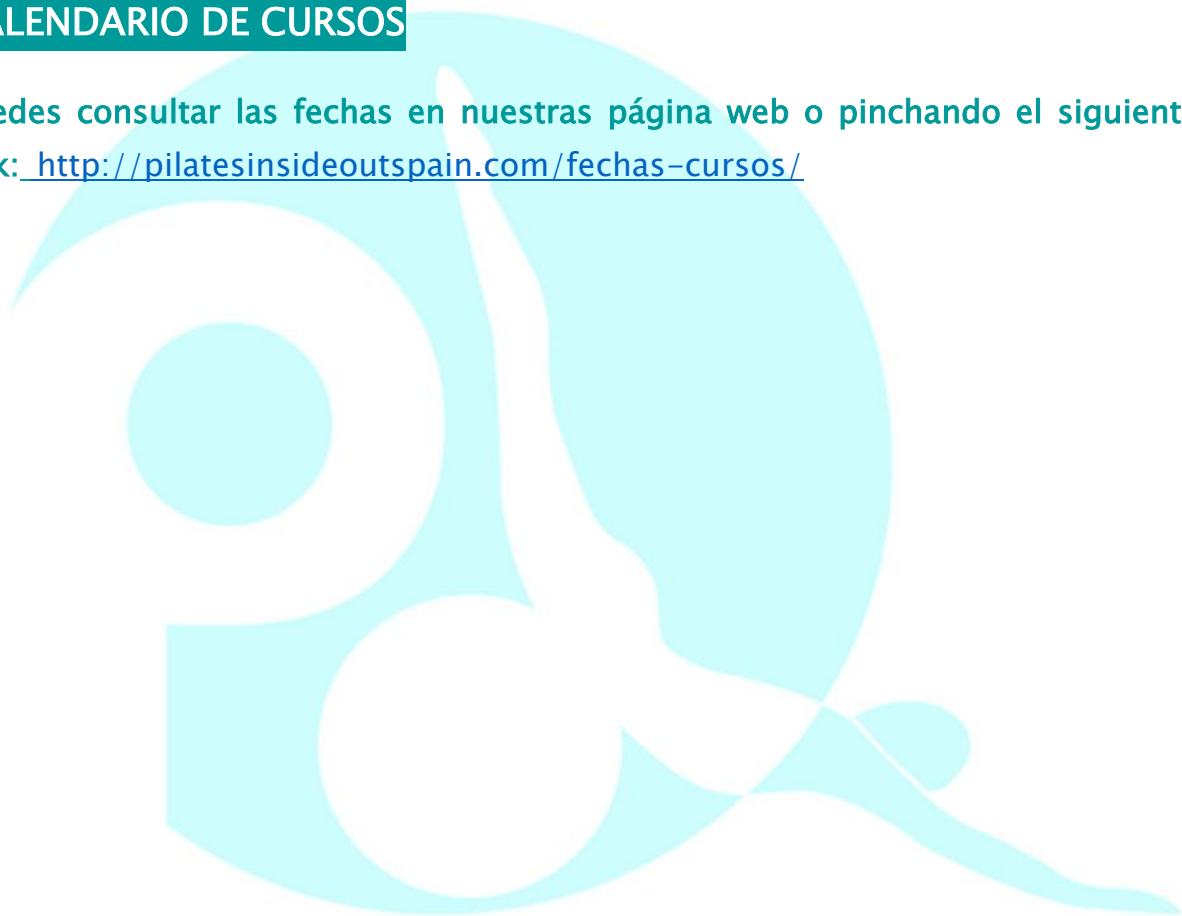 ALENDARIO DE CURSOS
edes consultar las fechas en nuestras página web o pinchando el siguient
k: http://pilatesinsideoutspain.com/fechas-cursos/